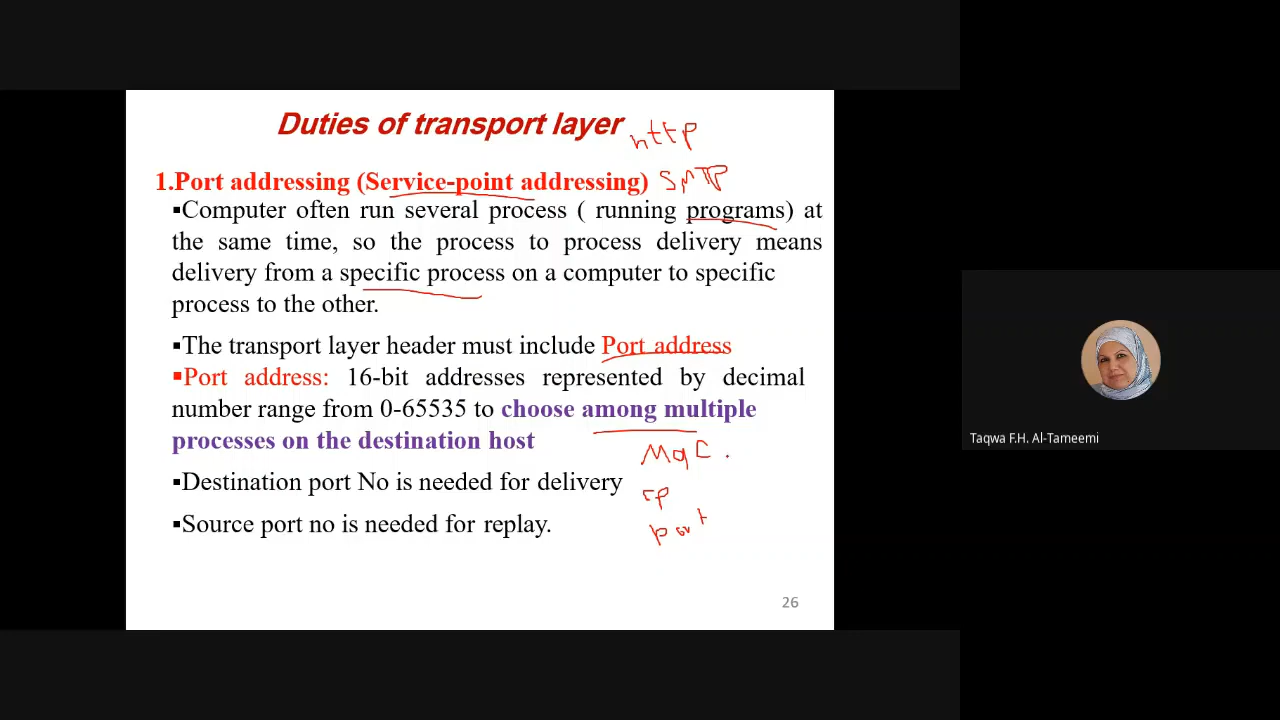 Duties of transport layer
http
1.Port addressing (Service-point addressing)
SMTP
▪Computer often run several process ( running programs) at
the same time, so the process to process delivery means
delivery from a specific process on a computer to specific
process to the other.
▪The transport layer header must include Port address
▪Port address: 16-bit addresses represented by decimal
number range from 0-65535 to choose among multiple
processes on the destination host
Mac
▪Destination port No is needed for delivery
IP
▪Source port no is needed for replay.
port
26
Taqwa F.H. Al-Tameemi